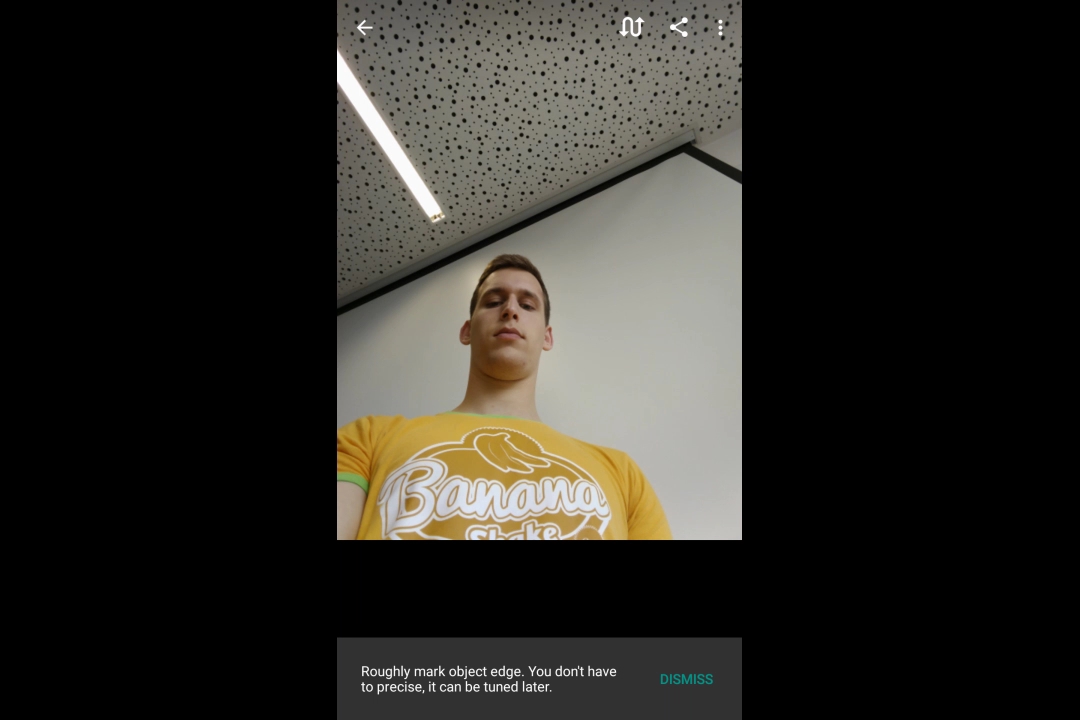 Banana
Shake
Roughly mark object edge. You don't have
to precise, it can be tuned later.
DISMISS